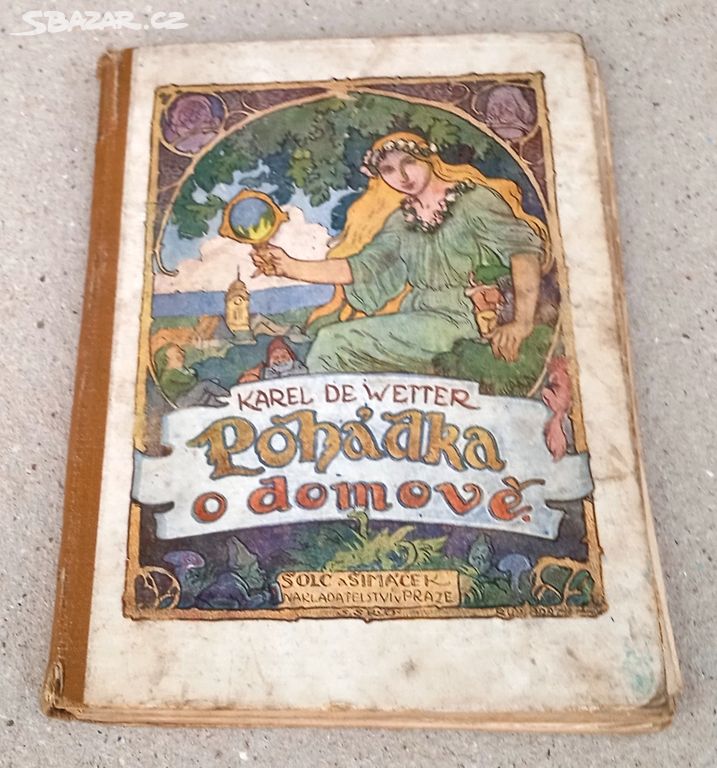 SBAZAR.CZ
KAREL DE WETTER
Pohádka
o domově.
ŠOLC A ŠIMÁČEK
NAKLADATELSTVÍ V PRAZE